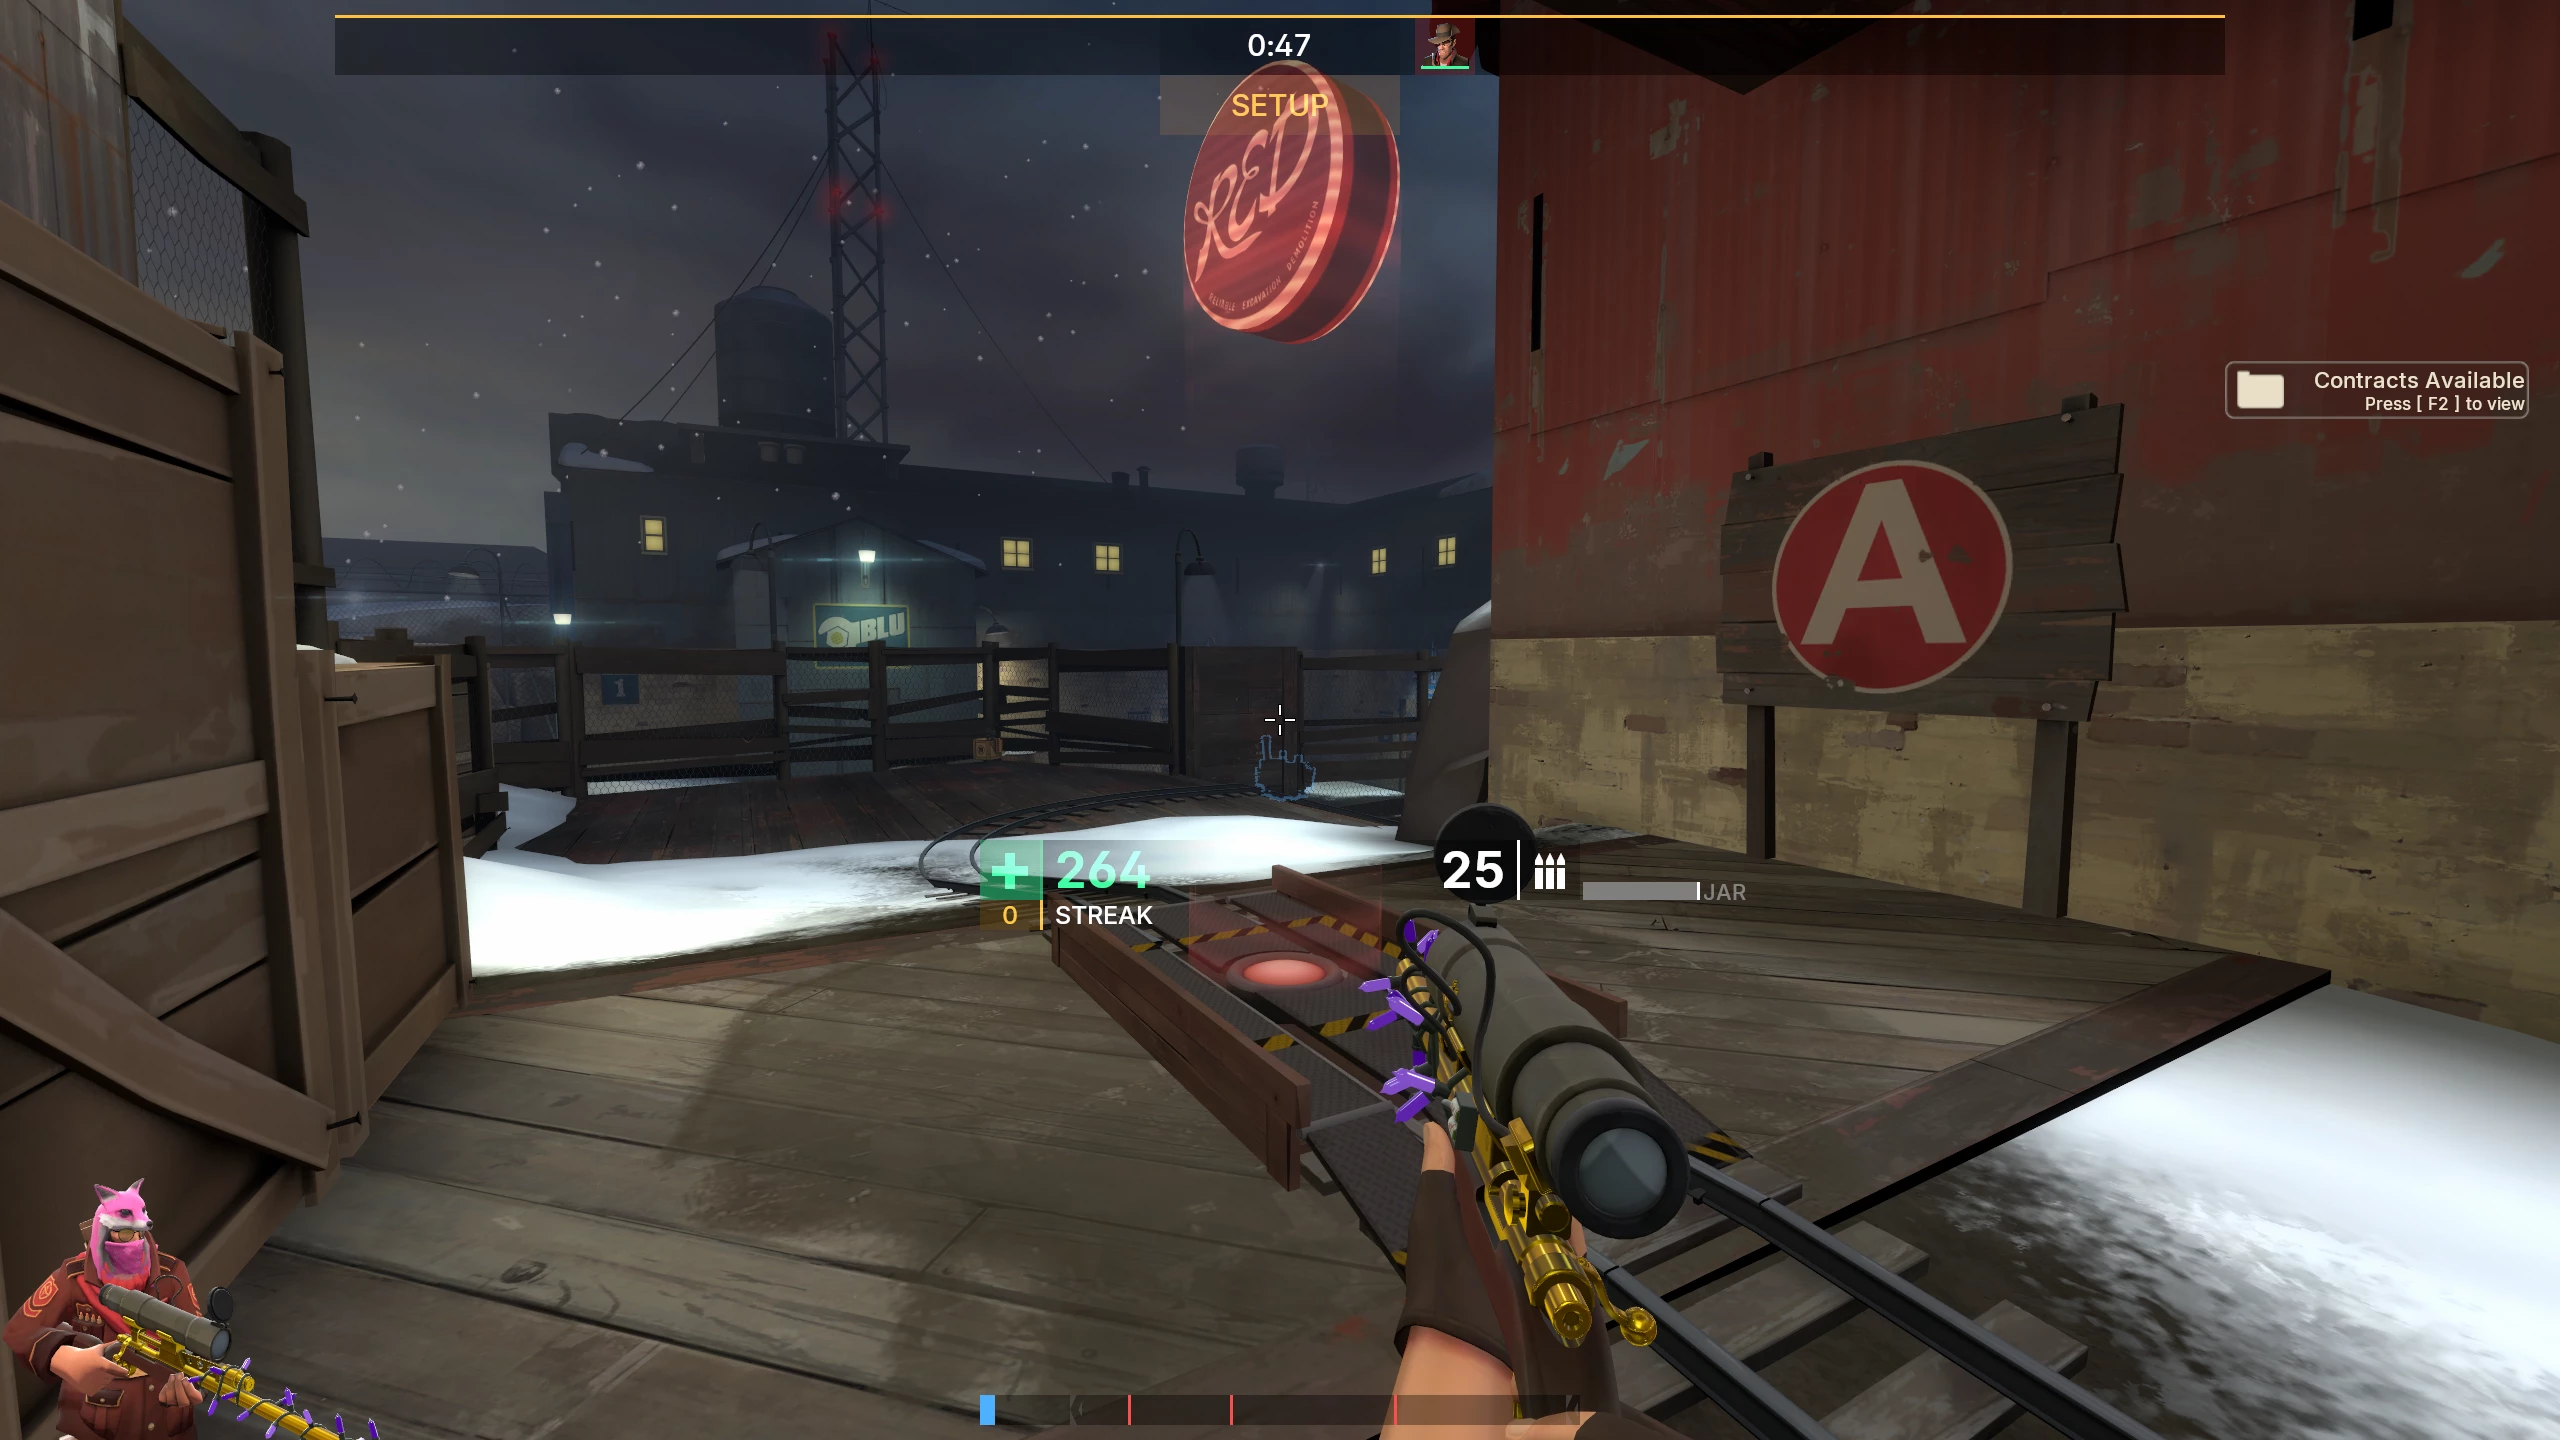 0:47
SETUP
RED
RELIABLE EXCAVATION DEMOLITION
Contracts Available
Press [ F2 ] to view
A
BLU
1
264
0 STREAK
25
JAR